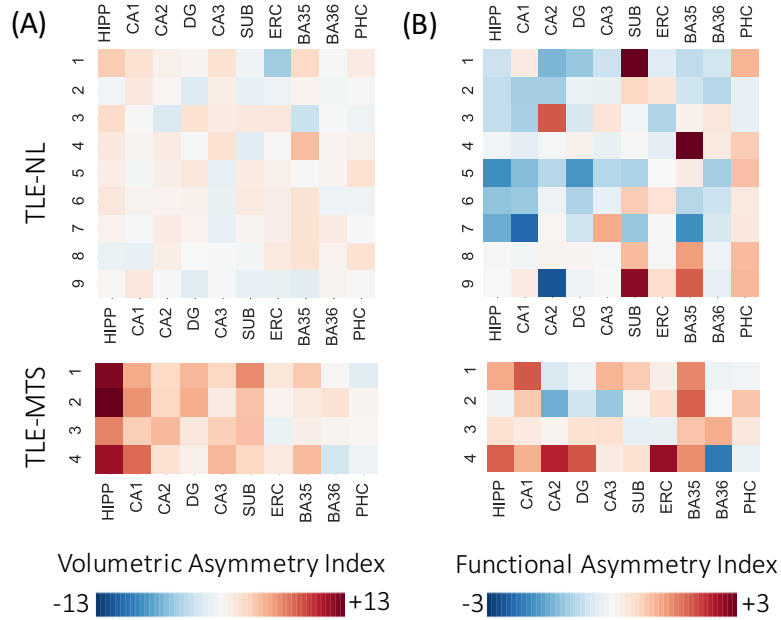 (A)
(B)
HIPP CA1 CA2 DG CA3 SUB ERC BA35 BA36 PHC
HIPP CA1 CA2 DG CA3 SUB ERC BA35 BA36 PHC
TLE-NL
1
2
3
4
5
6
7
8
9
1
2
3
4
5
6
7
8
9
HIPP CA1 CA2 DG CA3 SUB ERC BA35 BA36 PHC
HIPP CA1 CA2 DG CA3 SUB ERC BA35 BA36 PHC
TLE-MTS
1
2
3
4
1
2
3
4
HIPP CA1 CA2 DG CA3 SUB ERC BA35 BA36 PHC
HIPP CA1 CA2 DG CA3 SUB ERC BA35 BA36 PHC
Volumetric Asymmetry Index
-13 +13
Functional Asymmetry Index
-3 +3